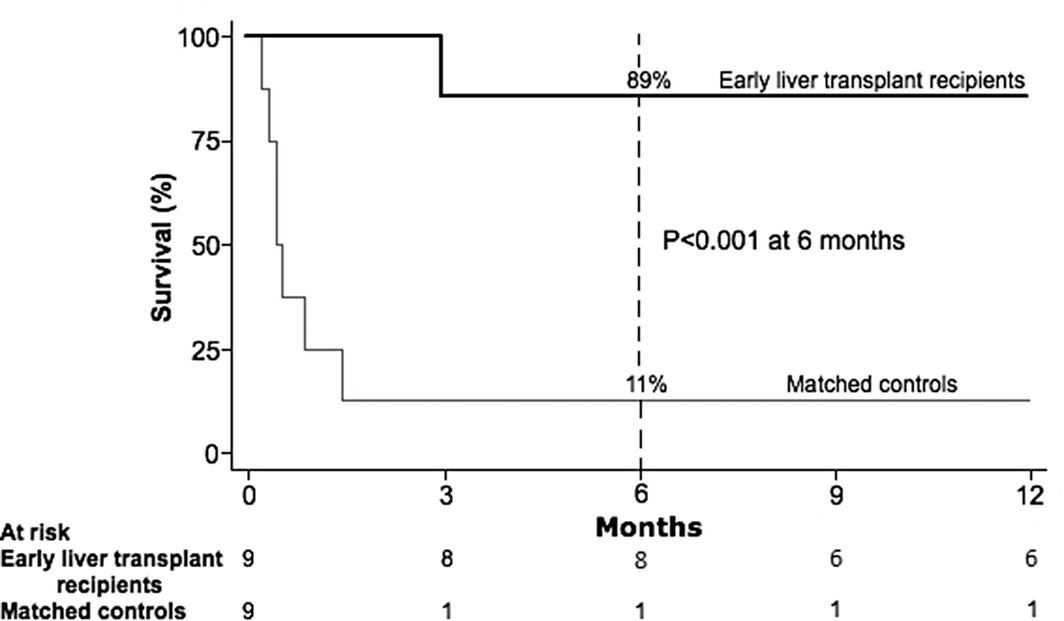 100
89%
Early liver transplant recipients
75
Survival (%)
50
P<0.001 at 6 months
25
11%
Matched controls
0
0 3 6 9 12
Months
At risk
Early liver transplant 9 8 8 6 6
recipients
Matched controls 9 1 1 1 1